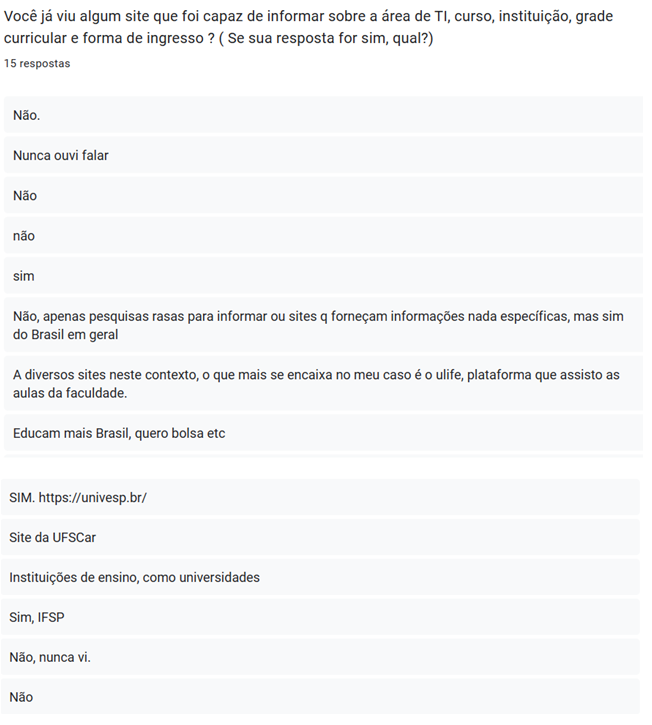 Você já viu algum site que foi capaz de informar sobre a área de TI, curso, instituição, grade
curricular e forma de ingresso ? ( Se sua resposta for sim, qual?)
15 respostas
Não.
Nunca ouvi falar
Não
não
sim
Não, apenas pesquisas rasas para informar ou sites q forneçam informações nada específicas, mas sim
do Brasil em geral
A diversos sites neste contexto, o que mais se encaixa no meu caso é o ulife, plataforma que assisto as
aulas da faculdade.
Educam mais Brasil, quero bolsa etc
SIM. https://univesp.br/
Site da UFSCar
Instituições de ensino, como universidades
Sim, IFSP
Não, nunca vi.
Não